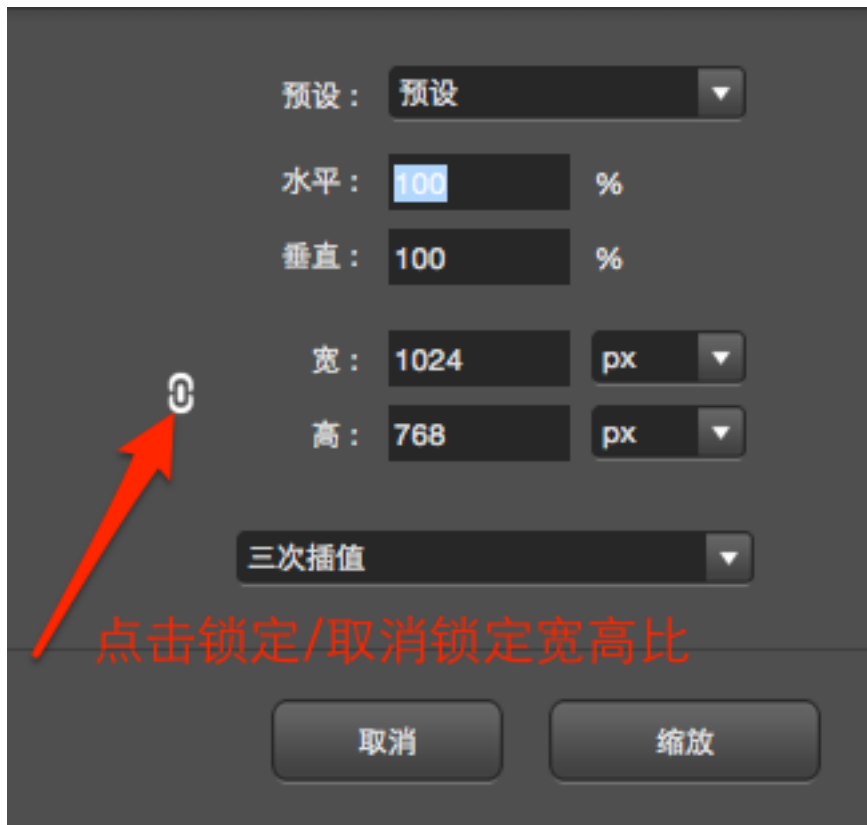 预设： 预设
水平： 100 %
垂直： 100 %
宽： 1024 px
高： 768 px
三次插值
点击锁定/取消锁定宽高比
取消 缩放